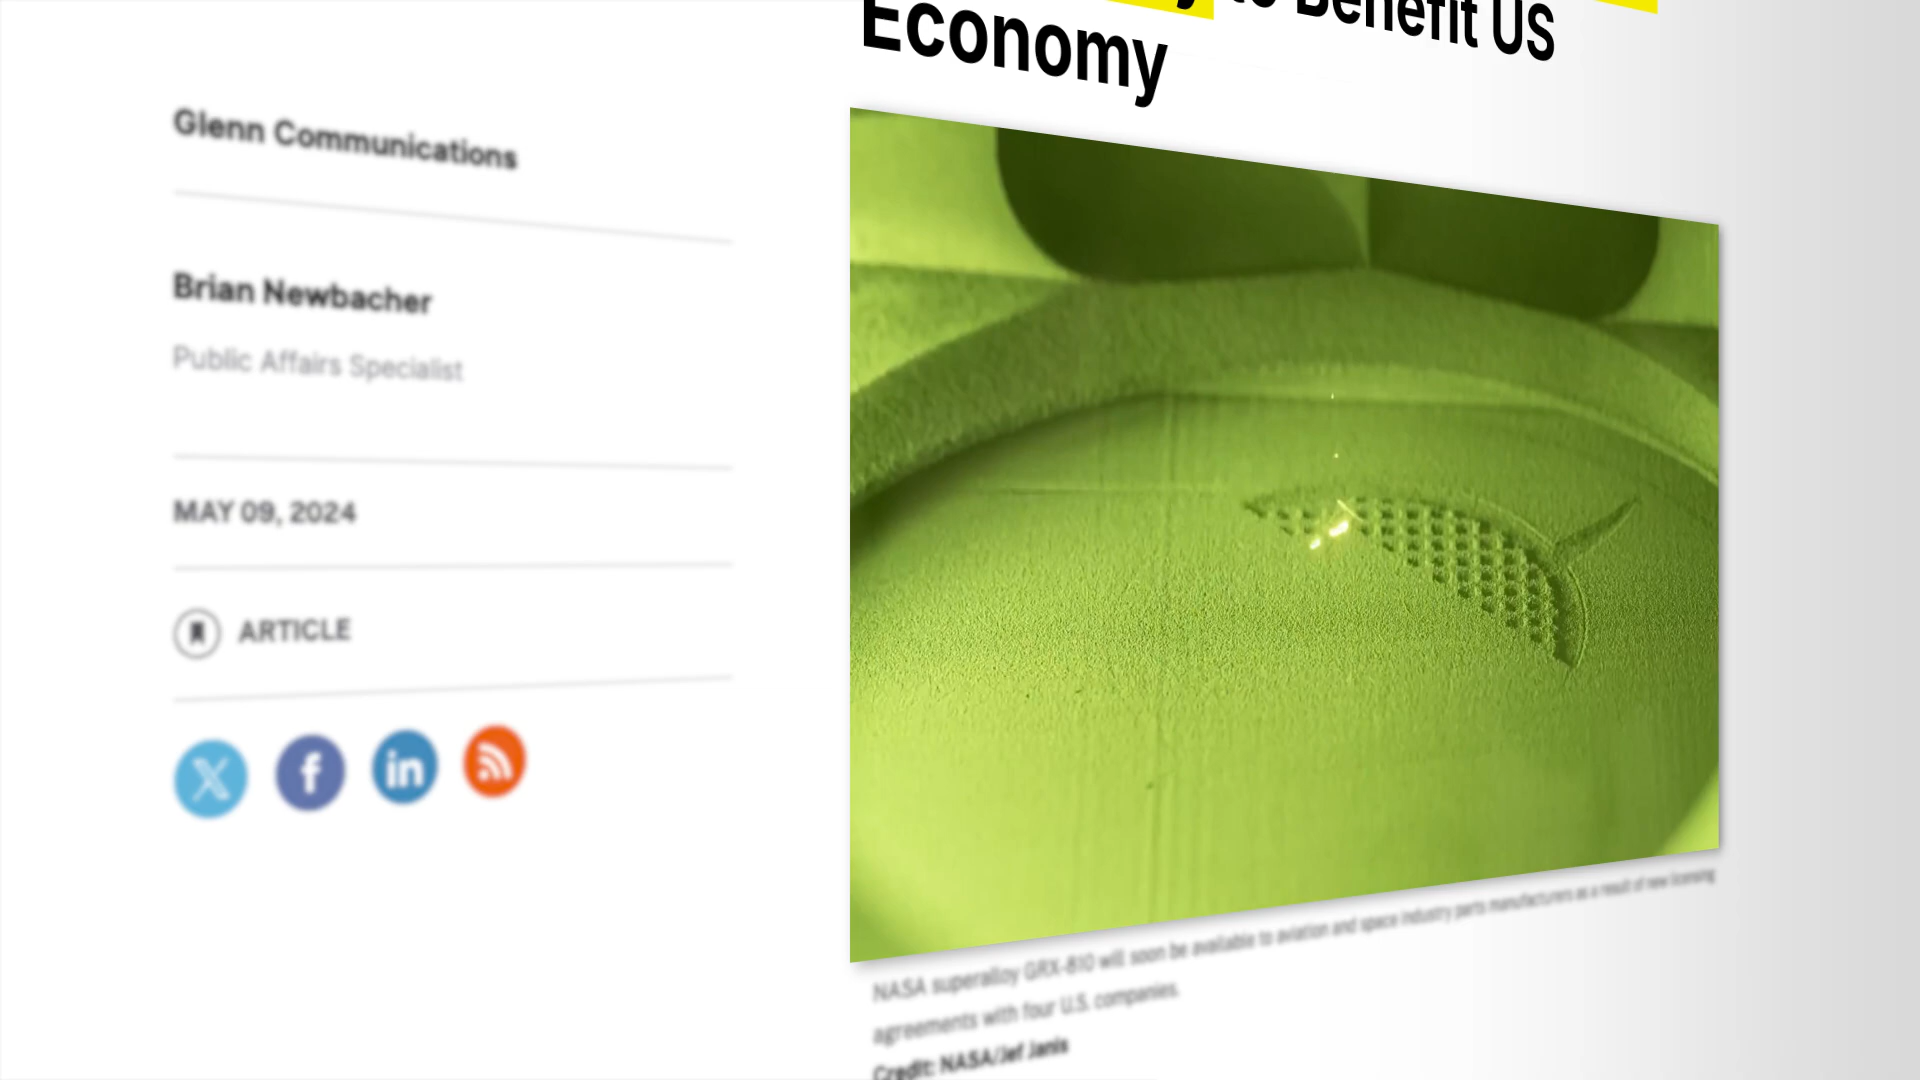 Benefit US
Economy
Glenn Communications
Brian Newbacher
Public Affairs Specialist
MAY 09, 2024
ARTICLE
NASA superalloy GRX-810 will soon be available to aviation and space industry parts manufacturers as a result of new licensing
agreements with four U.S. companies.
Credit: NASA/Jef Janis